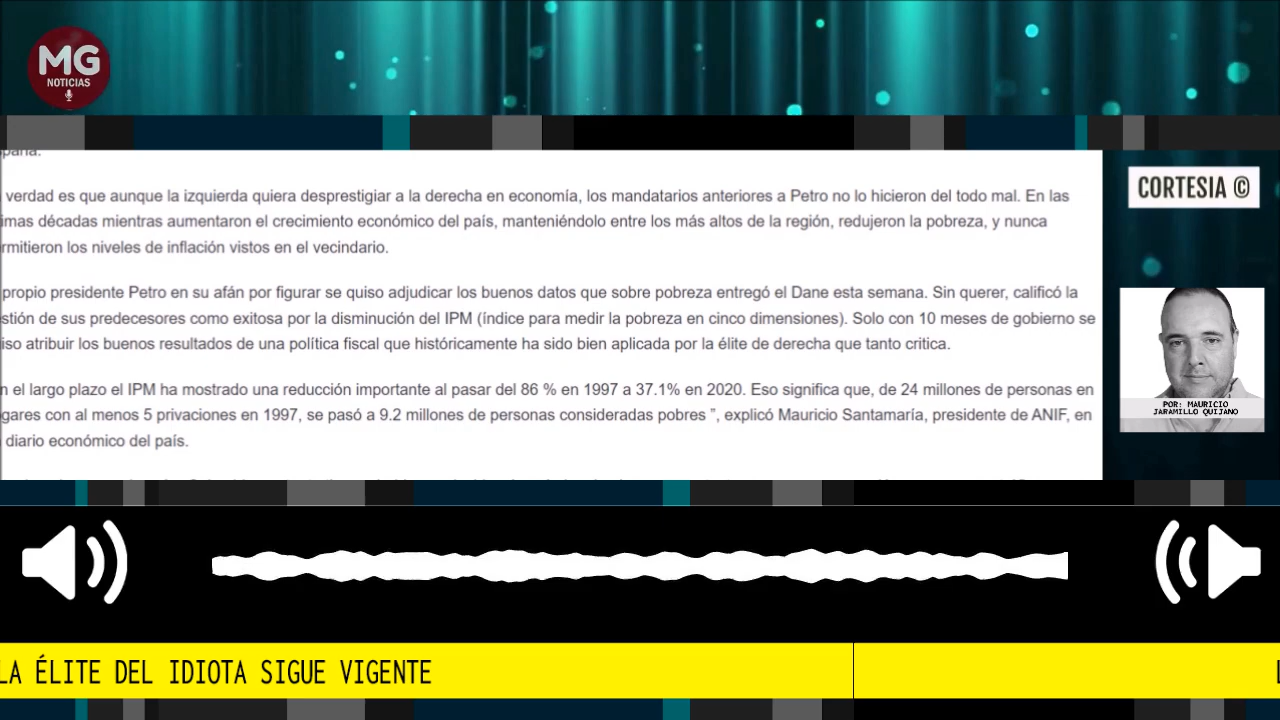 MG
NOTICIAS
verdad es que aunque la izquierda quiera desprestigiar a la derecha en economía, los mandatarios anteriores a Petro no lo hicieron del todo mal. En las
imas décadas mientras aumentaron el crecimiento económico del país, manteniéndolo entre los más altos de la región, redujeron la pobreza, y nunca
rmitieron los niveles de inflación vistos en el vecindario.
propio presidente Petro en su afán por figurar se quiso adjudicar los buenos datos que sobre pobreza entregó el Dane esta semana. Sin querer, calificó la
stión de sus predecesores como exitosa por la disminución del IPM (índice para medir la pobreza en cinco dimensiones). Solo con 10 meses de gobierno se
iso atribuir los buenos resultados de una política fiscal que históricamente ha sido bien aplicada por la élite de derecha que tanto critica.
n el largo plazo el IPM ha mostrado una reducción importante al pasar del 86 % en 1997 a 37.1% en 2020. Eso significa que, de 24 millones de personas en
gares con al menos 5 privaciones en 1997, se pasó a 9.2 millones de personas consideradas pobres ”, explicó Mauricio Santamaría, presidente de ANIF, en
diario económico del país.
CORTESIA ©
POR: MAURICIO
JARAMILLO QUIJANO
LA ÉLITE DEL IDIOTA SIGUE VIGENTE